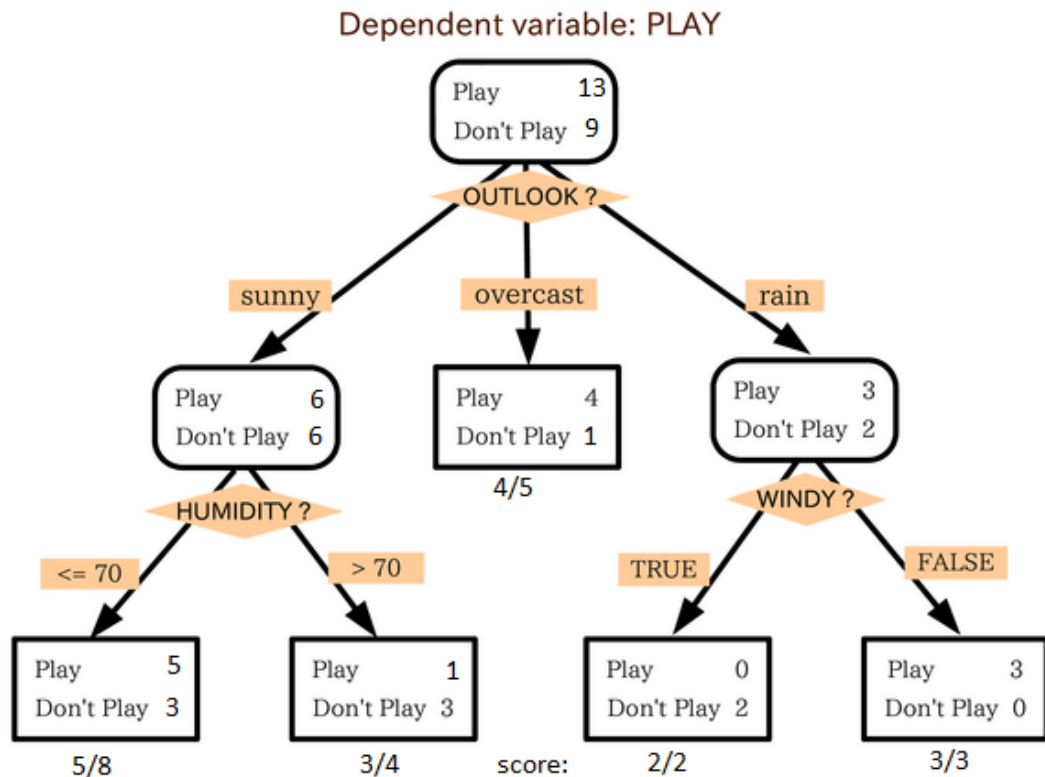 Dependent variable: PLAY
Play 13
Don't Play 9
OUTLOOK ?
sunny
overcast
rain
Play 6
Don't Play 6
Play 4
Don't Play 1
Play 3
Don't Play 2
4/5
HUMIDITY ?
WINDY ?
<= 70
> 70
TRUE
FALSE
Play 5
Don't Play 3
Play 1
Don't Play 3
Play 0
Don't Play 2
Play 3
Don't Play 0
5/8
3/4
score:
2/2
3/3